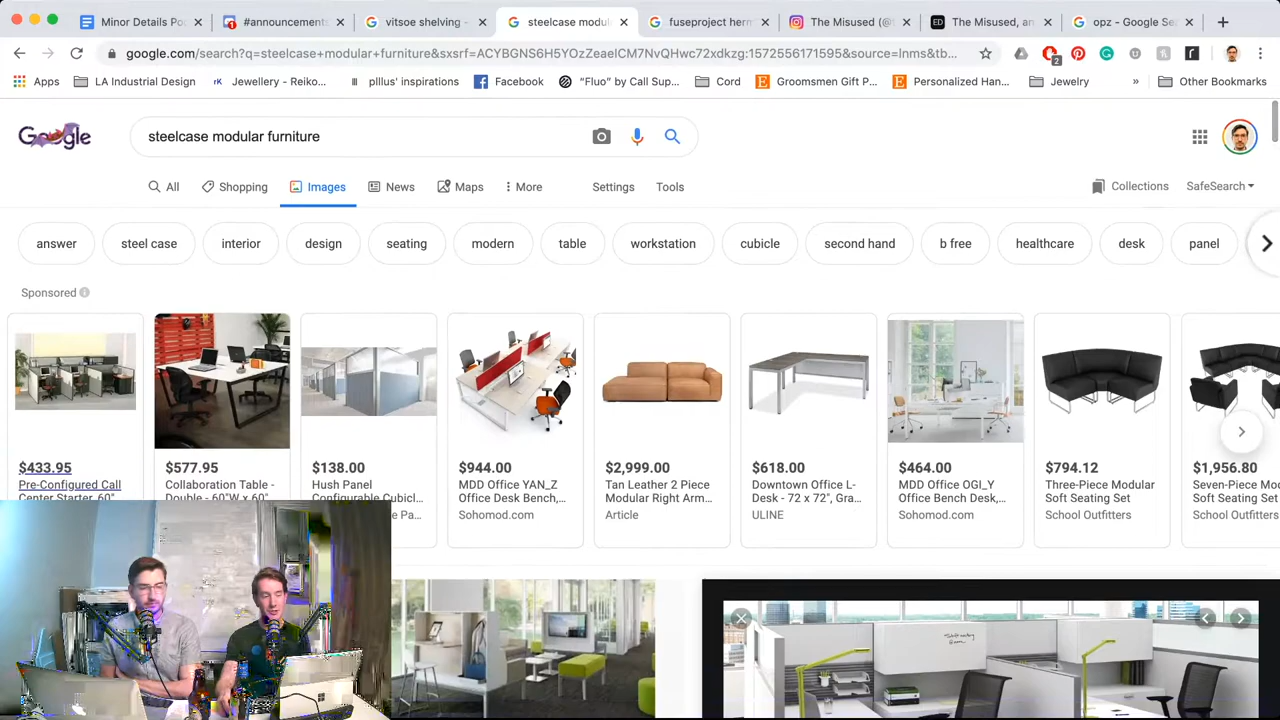 Minor Details Po
#announcements
vitsoe shelving -
steelcase modul
fuseproject herm
The Misused (@t
The Misused, an
opz - Google Sea
google.com/search?q=steelcase+modular+furniture&sxsrf=ACYBGNS6H5YOzZeaelCM7NvQHwc72xdkzg:1572556171595&source=lnms&tb...
2
Apps
LA Industrial Design
Jewellery - Reiko...
plllus' inspirations
Facebook
“Fluo” by Call Sup...
Cord
Groomsmen Gift P...
Personalized Han...
Jewelry
»
Other Bookmarks
Google
steelcase modular furniture
All
Shopping
Images
News
Maps
More
Settings
Tools
Collections
SafeSearch
answer
steel case
interior
design
seating
modern
table
workstation
cubicle
second hand
b free
healthcare
desk
panel
Sponsored
$433.95
Pre-Configured Call
Center Starter, 60"
$577.95
Collaboration Table -
Double - 60"W x 60"
$138.00
Hush Panel
Configurable Cubicl...
Pa...
$944.00
MDD Office YAN_Z
Office Desk Bench,...
Sohomod.com
$2,999.00
Tan Leather 2 Piece
Modular Right Arm...
Article
$618.00
Downtown Office L-
Desk - 72 x 72", Gra...
ULINE
$464.00
MDD Office OGI_Y
Office Bench Desk,...
Sohomod.com
$794.12
Three-Piece Modular
Soft Seating Set
School Outfitters
$1,956.80
Seven-Piece Mo
Soft Seating Set
School Outfitters